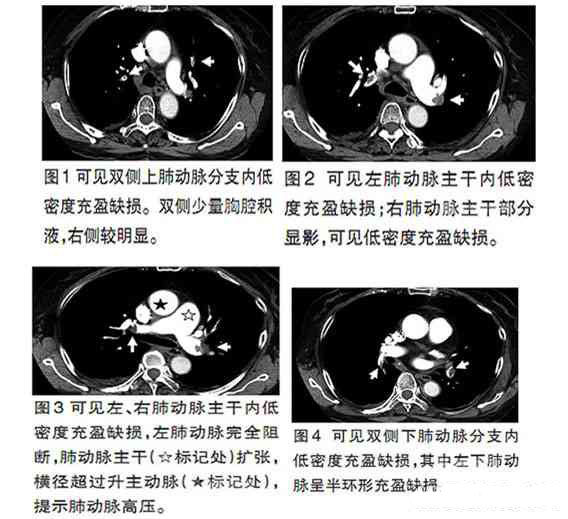 图1可见双侧上肺动脉分支内低
密度充盈缺损。双侧少量胸腔积
液,右侧较明显。
图2 可见左肺动脉主干内低密
度充盈缺损;右肺动脉主干部分
显影,可见低密度充盈缺损。
图3可见左、右肺动脉主干内低
密度充盈缺损,左肺动脉完全阻
断,肺动脉主干(☆标记处)扩张,
横径超过升主动脉(★标记处),
提示肺动脉高压。
图4 可见双侧下肺动脉分支内
低密度充盈缺损,其中左下肺动
脉呈半环形充盈缺损